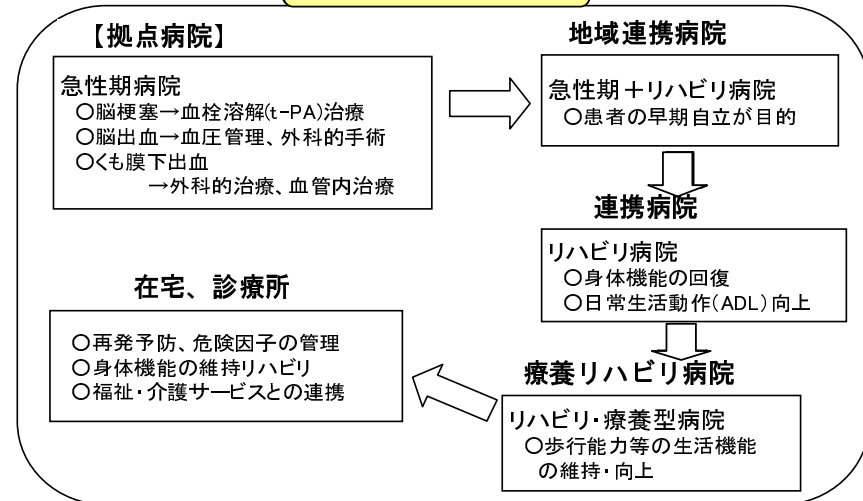 【拠点病院】
急性期病院
○脳梗塞→血栓溶解(t-PA)治療
○脳出血→血圧管理、外科的手術
○くも膜下出血
→外科的治療、血管内治療
地域連携病院
急性期+リハビリ病院
○患者の早期自立が目的
連携病院
リハビリ病院
○身体機能の回復
○日常生活動作(ADL)向上
療養リハビリ病院
リハビリ・療養型病院
○歩行能力等の生活機能
の維持・向上
在宅、診療所
○再発予防、危険因子の管理
○身体機能の維持リハビリ
○福祉・介護サービスとの連携